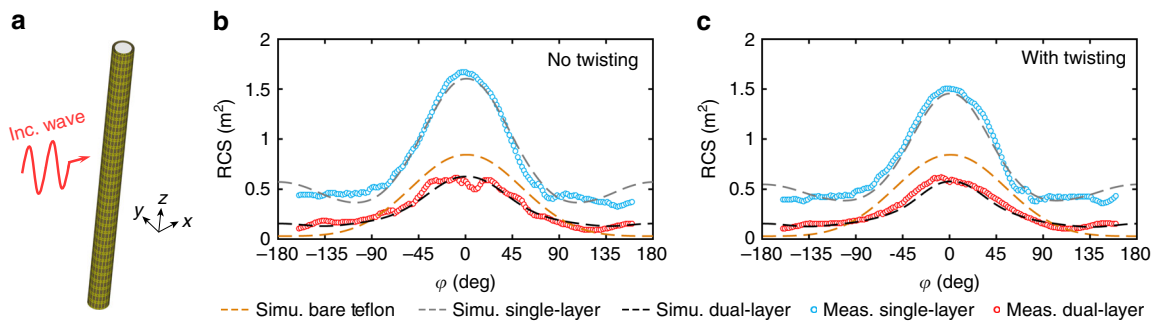 a
Inc. wave
z
y
x
b
RCS (m²)
2
1.5
1
0.5
0
No twisting
−180 −135 −90 −45 0 45 90 135 180
φ (deg)
c
RCS (m²)
2
1.5
1
0.5
0
With twisting
−180 −135 −90 −45 0 45 90 135 180
φ (deg)
Simu. bare teflon Simu. single-layer Simu. dual-layer Meas. single-layer Meas. dual-layer